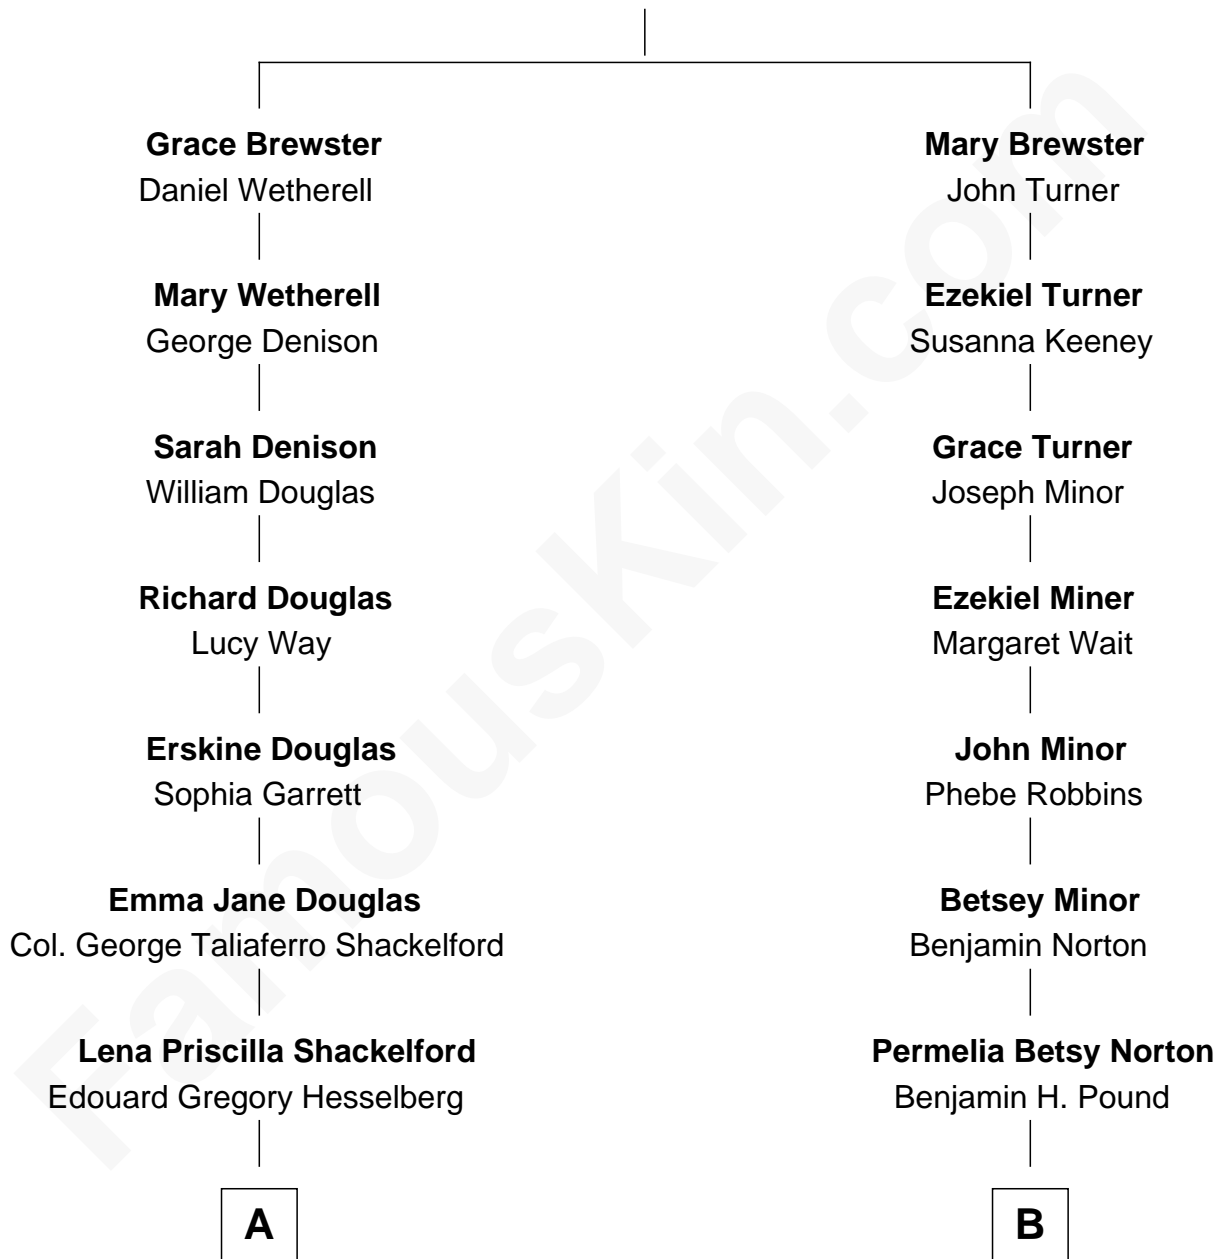 Grace Brewster
Daniel Wetherell
Mary Wetherell
George Denison
Sarah Denison
William Douglas
Richard Douglas
Lucy Way
Erskine Douglas
Sophia Garrett
Emma Jane Douglas
Col. George Taliaferro Shackelford
Lena Priscilla Shackelford
Edouard Gregory Hesselberg
A
Mary Brewster
John Turner
Ezekiel Turner
Susanna Keeney
Grace Turner
Joseph Minor
Ezekiel Miner
Margaret Wait
John Minor
Phebe Robbins
Betsey Minor
Benjamin Norton
Permelia Betsy Norton
Benjamin H. Pound
B
FamousKin.com